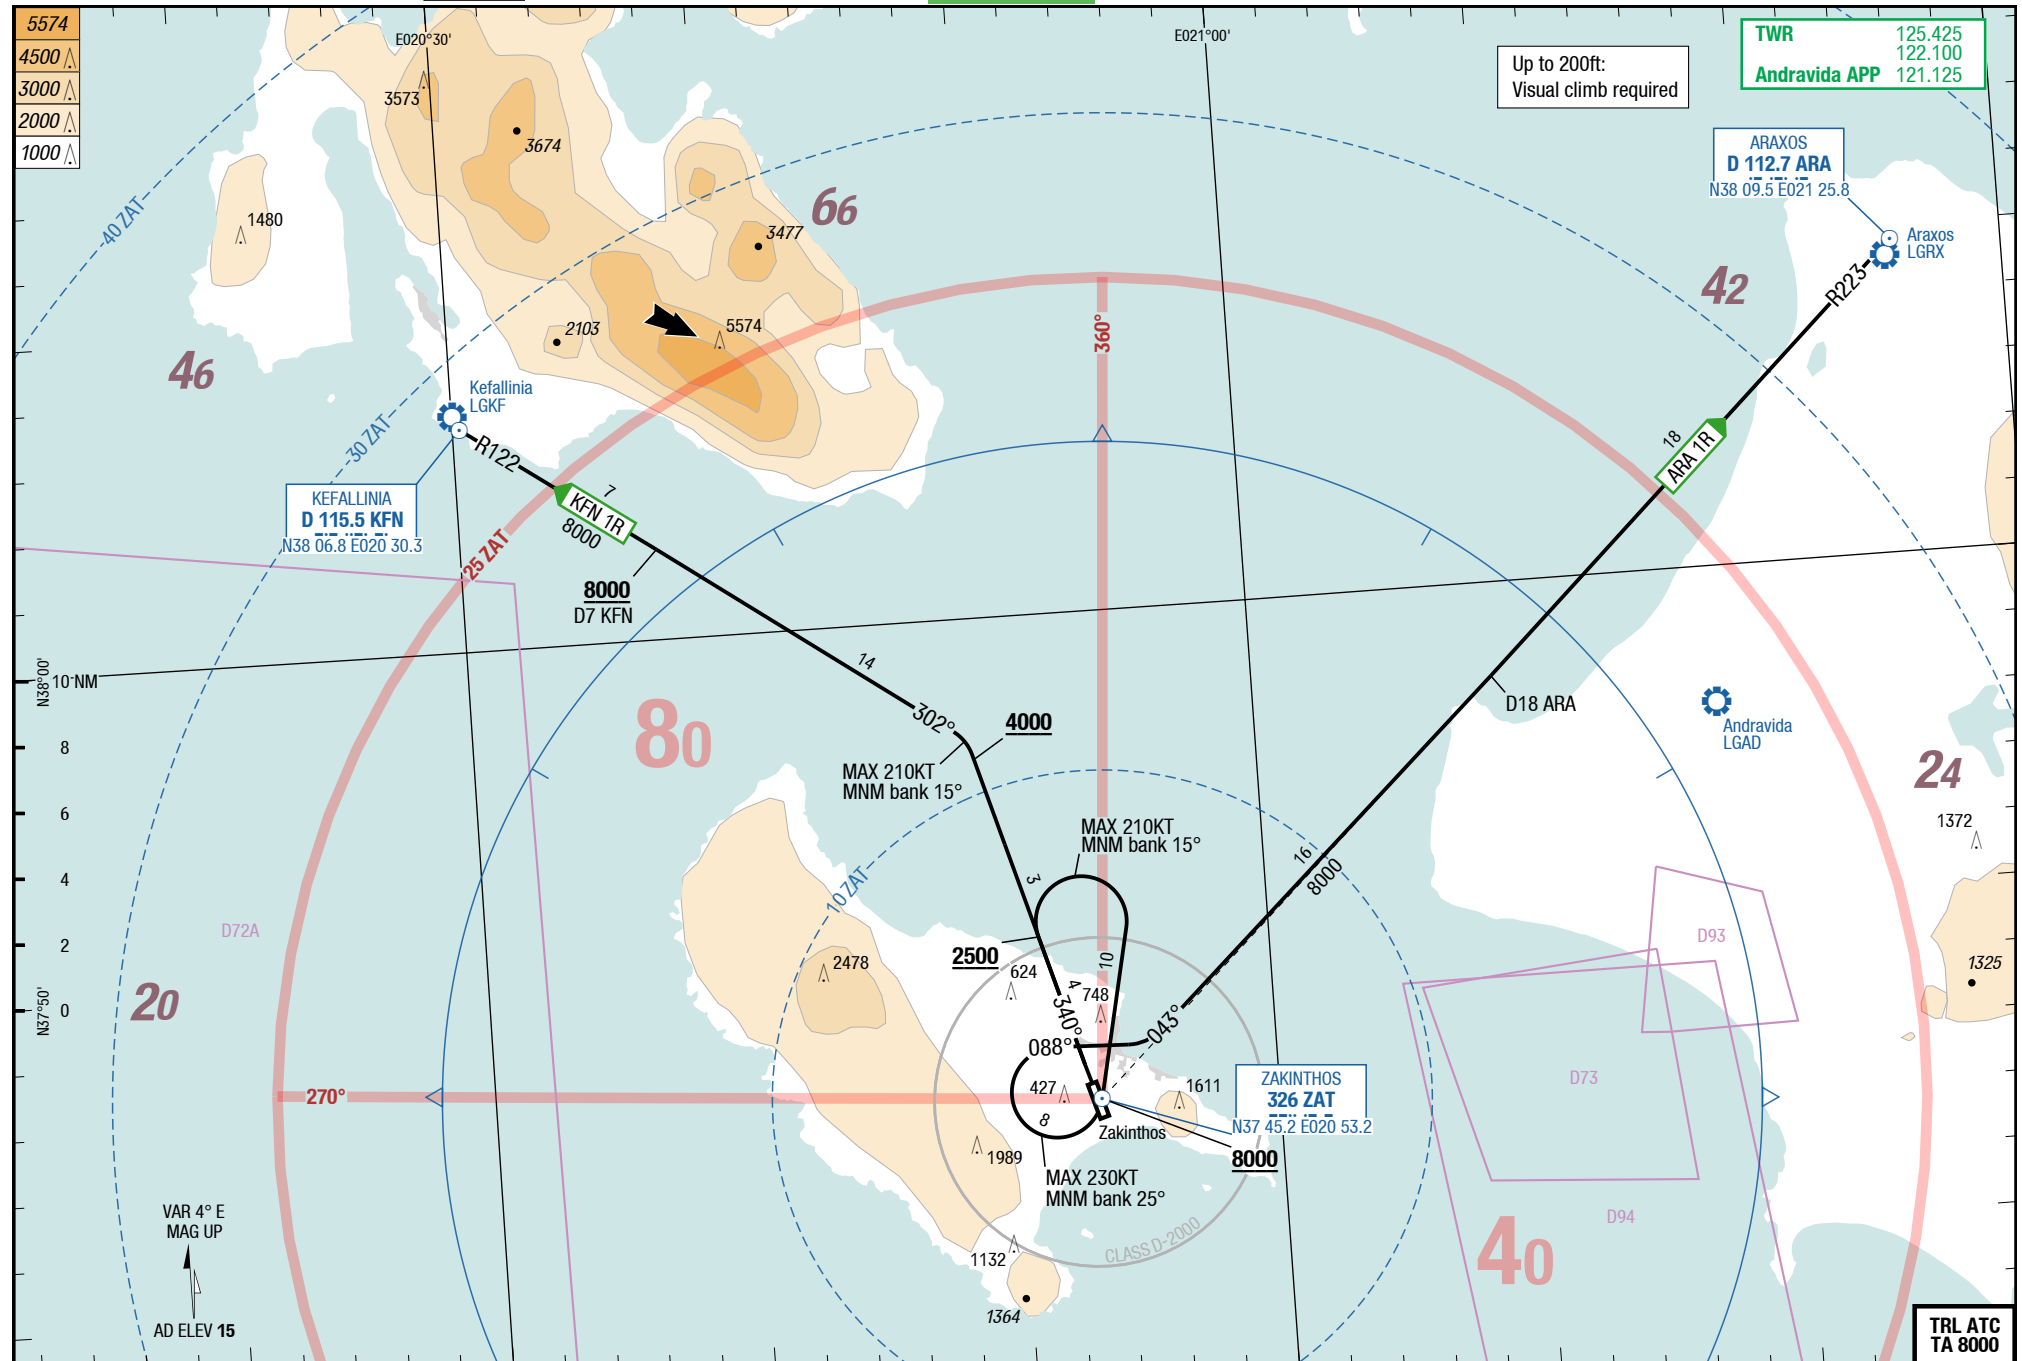 5574
4500
3000
2000
1000
E020°30'
E021°00'
TWR 125.425
122.100
Andravida APP 121.125
Up to 200ft:
Visual climb required
ARAXOS
D 112.7 ARA
N38 09.5 E021 25.8
Araxos
LGRX
R223
3573
3674
1480
40 ZAT
66
3477
42
5574
2103
360°
46
Kefallinia
LGKF
30 ZAT
R122
KEFALLINIA
D 115.5 KFN
N38 06.8 E020 30.3
7
KFN 1R
8000
18
ARA 1R
25 ZAT
8000
D7 KFN
14
N38°00'
10 NM
8
6
4
2
0
N37°50'
302°
4000
80
D18 ARA
Andravida
LGAD
24
MAX 210KT
MNM bank 15°
MAX 210KT
MNM bank 15°
1372
16
8000
3
10 ZAT
D72A
D93
2478
2500
624
10
4
748
1325
20
340°
043°
088°
270°
427
8
1611
ZAKINTHOS
326 ZAT
N37 45.2 E020 53.2
D73
Zakinthos
1989
8000
MAX 230KT
MNM bank 25°
D94
40
CLASS D-2000
1132
1364
VAR 4° E
MAG UP
AD ELEV 15
TRL ATC
TA 8000